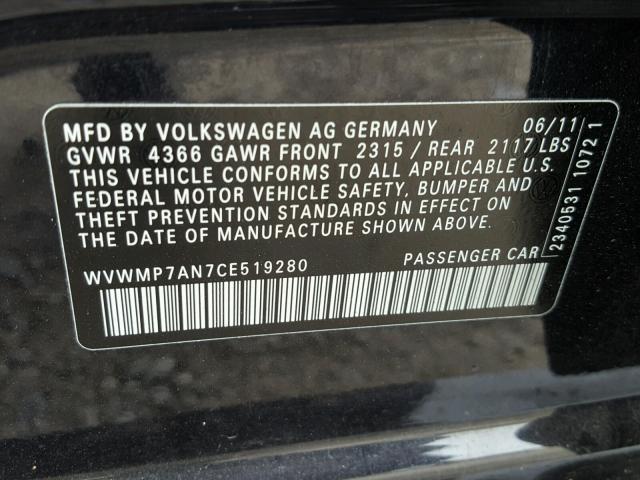 MFD BY VOLKSWAGEN AG GERMANY 06/11
GVWR 4366 GAWR FRONT 2315 / REAR 2117 LBS
THIS VEHICLE CONFORMS TO ALL APPLICABLE U.S.
FEDERAL MOTOR VEHICLE SAFETY, BUMPER AND
THEFT PREVENTION STANDARDS IN EFFECT ON
THE DATE OF MANUFACTURE SHOWN ABOVE.
WVWMP7AN7CE519280 PASSENGER CAR
2340531 1072 1